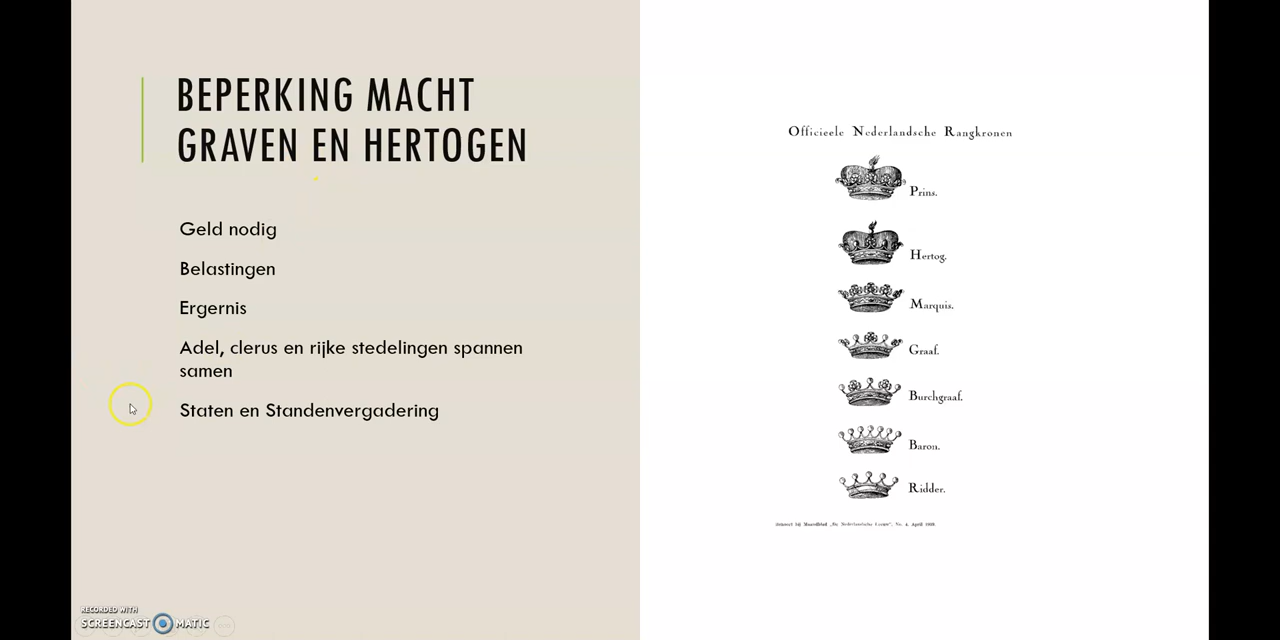 BEPERKING MACHT
GRAVEN EN HERTOGEN
Geld nodig
Belastingen
Ergernis
Adel, clerus en rijke stedelingen spannen
samen
Staten en Standenvergadering
Officieele Nederlandsche Rangkronen
Prins.
Hertog.
Marquis.
Graaf.
Burchgraaf.
Baron.
Ridder.
RECORDED WITH
SCREENCAST MATIC